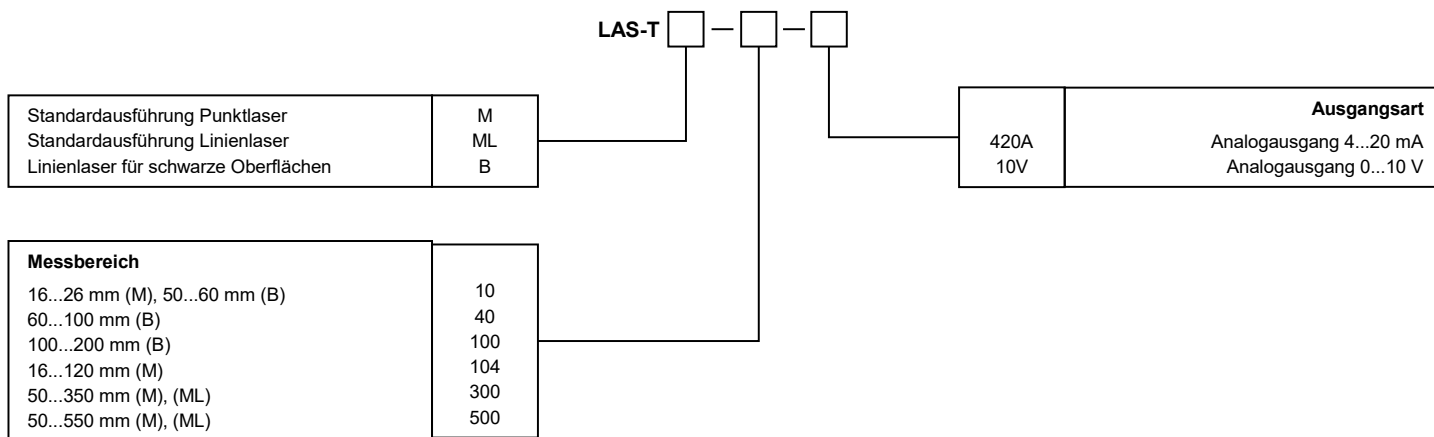 LAS-T – –
Standardausführung Punktlaser M
Standardausführung Linienlaser ML
Linienlaser für schwarze Oberflächen B
Ausgangsart
420A Analogausgang 4...20 mA
10V Analogausgang 0...10 V
Messbereich
16...26 mm (M), 50...60 mm (B) 10
60...100 mm (B) 40
100...200 mm (B) 100
16...120 mm (M) 104
50...350 mm (M), (ML) 300
50...550 mm (M), (ML) 500